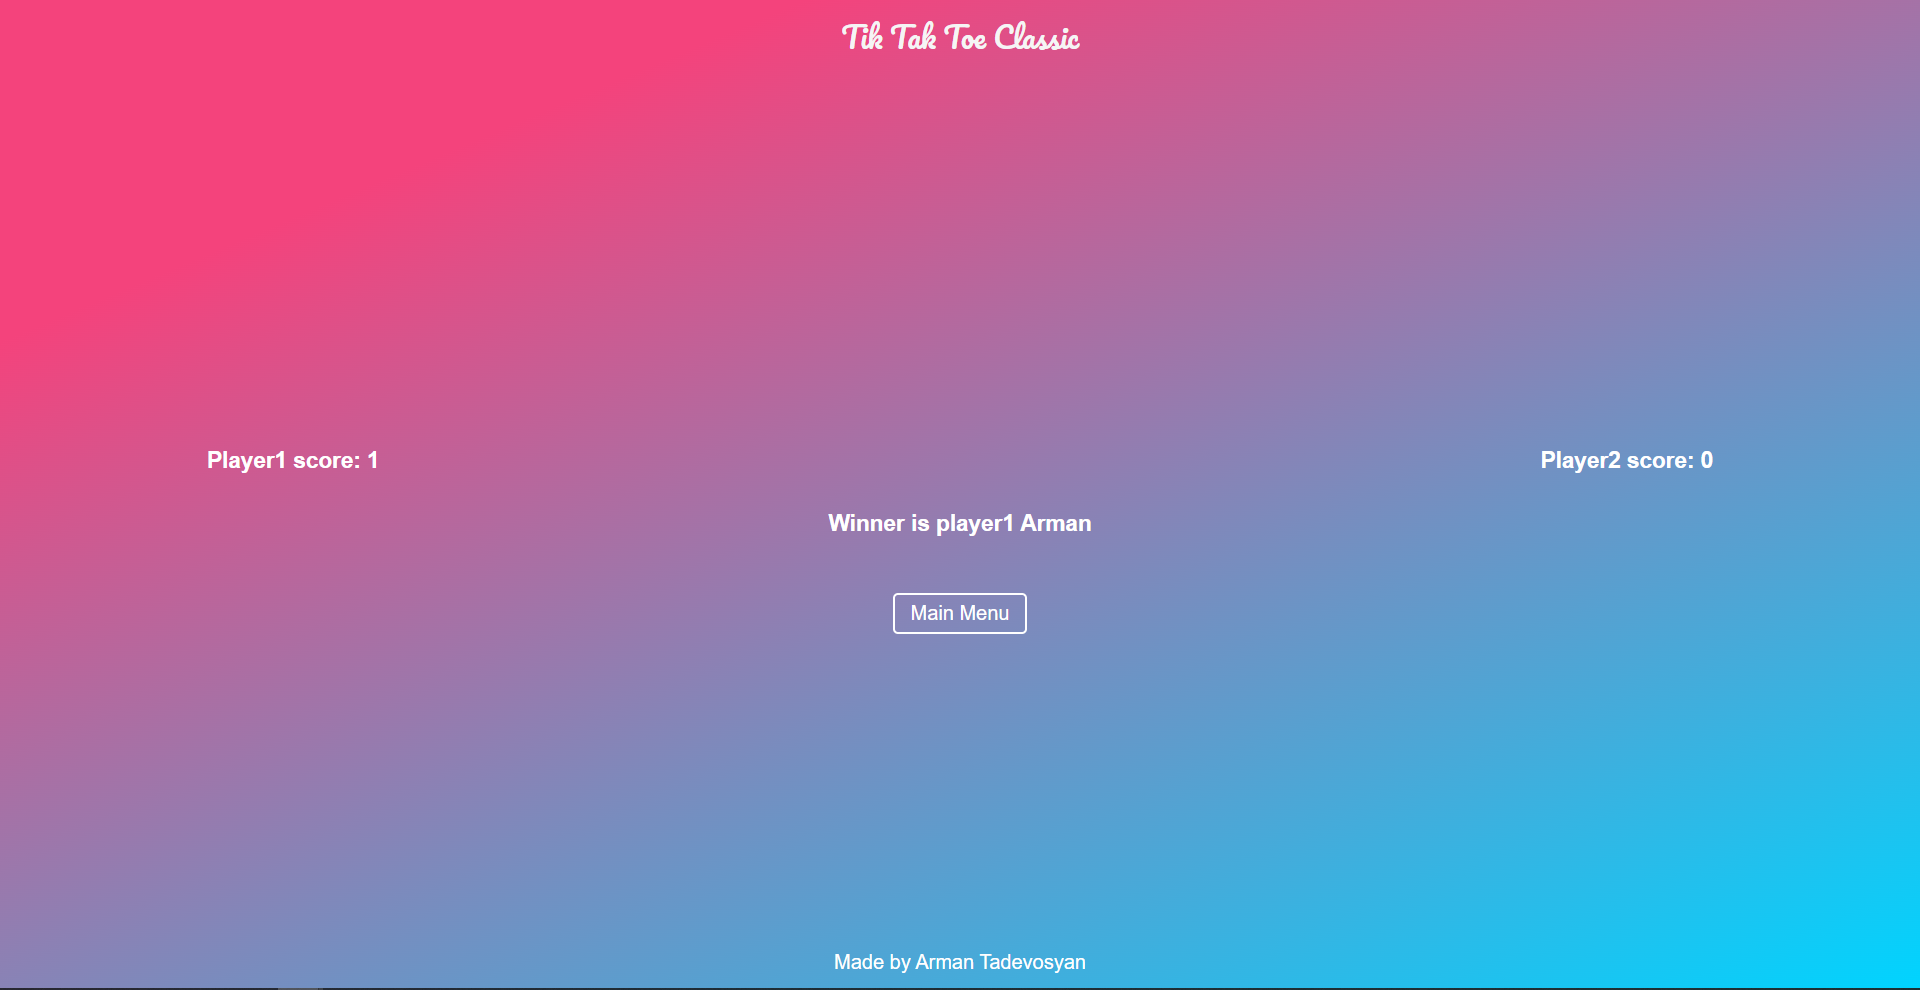 Tik Tak Toe Classic
Player1 score: 1
Player2 score: 0
Winner is player1 Arman
Main Menu
Made by Arman Tadevosyan